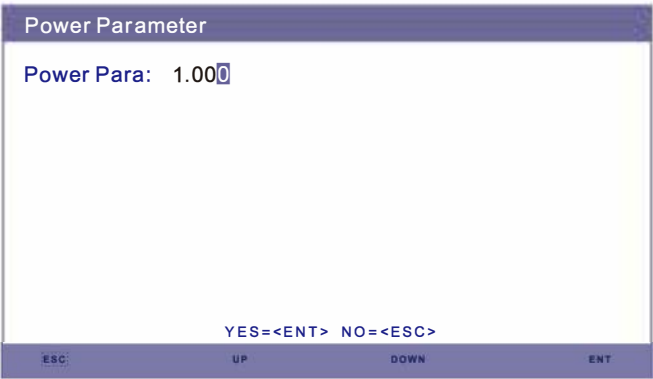 Power Parameter
Power Para: 1.000
YES=<ENT> NO=<ESC>
ESC UP DOWN ENT